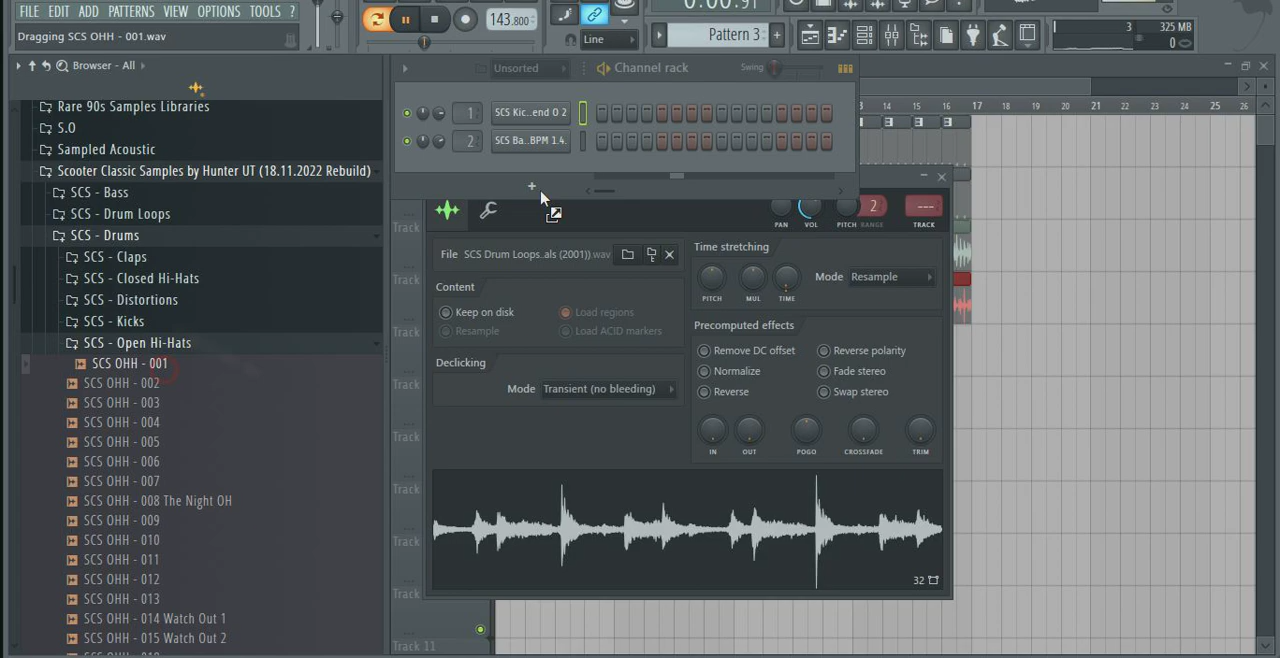 FILE EDIT ADD PATTERNS VIEW OPTIONS TOOLS ?
Dragging SCS OHH - 001.wav
143.800
Line
Pattern 3
3
325 MB
0
Browser - All
Unsorted
Channel rack
Swing
1
SCS Kic..end O 2
2
SCS Ba..BPM 1.4.
Rare 90s Samples Libraries
S.O
Sampled Acoustic
Scooter Classic Samples by Hunter UT (18.11.2022 Rebuild)
SCS - Bass
SCS - Drum Loops
SCS - Drums
SCS - Claps
SCS - Closed Hi-Hats
SCS - Distortions
SCS - Kicks
SCS - Open Hi-Hats
SCS OHH - 001
SCS OHH - 002
SCS OHH - 003
SCS OHH - 004
SCS OHH - 005
SCS OHH - 006
SCS OHH - 007
SCS OHH - 008 The Night OH
SCS OHH - 009
SCS OHH - 010
SCS OHH - 011
SCS OHH - 012
SCS OHH - 013
SCS OHH - 014 Watch Out 1
SCS OHH - 015 Watch Out 2
Track
Track
Track
Track
Track
Track
Track
Track
Track 11
PAN VOL PITCH RANGE 2 --- TRACK
File SCS Drum Loops..als (2001)) wav
Content
Keep on disk
Load regions
Resample
Load ACID markers
Declicking
Mode Transient (no bleeding)
Time stretching
PITCH MUL TIME
Mode Resample
Precomputed effects
Remove DC offset
Reverse polarity
Normalize
Fade stereo
Reverse
Swap stereo
IN OUT POGO CROSSFADE TRIM
32
13 14 15 16 17 19 20 21 22 23 24 25 26
3 3 3